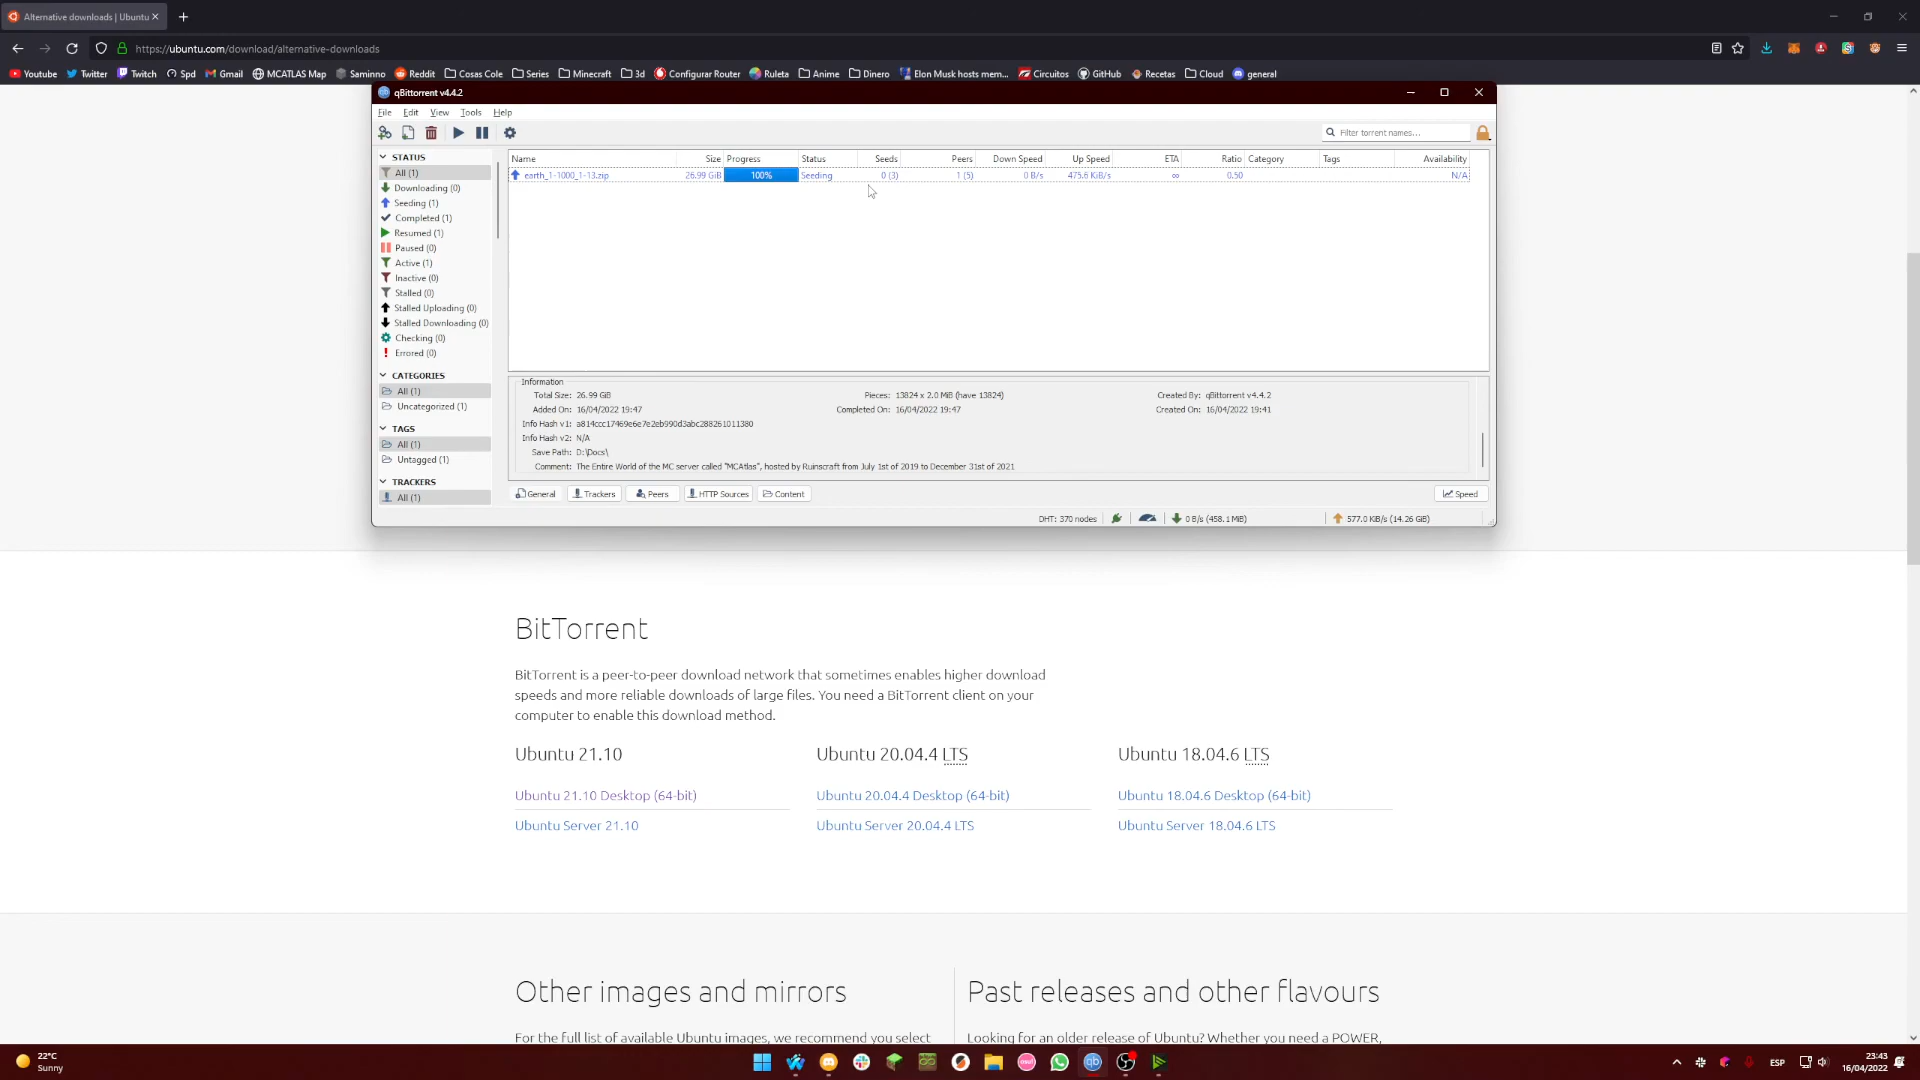 Alternative downloads | Ubuntu
https://ubuntu.com/download/alternative-downloads
Youtube Twitter Twitch Spd Gmail MCATLAS Map Saminno Reddit Cosas Cole Series Minecraft 3d Configurar Router Ruleta Anime Dinero Elon Musk hosts mem... Circuitos GitHub Recetas Cloud general
qBittorrent v4.4.2
File Edit View Tools Help
Filter torrent names...
STATUS
All (1)
Downloading (0)
Seeding (1)
Completed (1)
Resumed (1)
Paused (0)
Active (1)
Inactive (0)
Stalled (0)
Stalled Uploading (0)
Stalled Downloading (0)
Checking (0)
Errored (0)
CATEGORIES
All (1)
Uncategorized (1)
TAGS
All (1)
Untagged (1)
TRACKERS
All (1)
Name Size Progress Status Seeds Peers Down Speed Up Speed ETA Ratio Category Tags Availability
earth_1-1000_1-13.zip 26.99 GiB 100% Seeding 0 (3) 1 (5) 0 B/s 475.6 KiB/s ∞ 0.50 N/A
Information
Total Size: 26.99 GiB Pieces: 13824 x 2.0 MiB (have 13824) Created By: qBittorrent v4.4.2
Added On: 16/04/2022 19:47 Completed On: 16/04/2022 19:47 Created On: 16/04/2022 19:41
Info Hash v1: a814ccc17469e6e7e2eb990d3abc288261011380
Info Hash v2: N/A
Save Path: D:\Docs\
Comment: The Entire World of the MC server called "MCAtlas", hosted by Ruinscraft from July 1st of 2019 to December 31st of 2021
General Trackers Peers HTTP Sources Content Speed
DHT: 370 nodes 0 B/s (458.1 MiB) 577.0 KiB/s (14.26 GiB)
BitTorrent
BitTorrent is a peer-to-peer download network that sometimes enables higher download
speeds and more reliable downloads of large files. You need a BitTorrent client on your
computer to enable this download method.
Ubuntu 21.10 Ubuntu 20.04.4 LTS Ubuntu 18.04.6 LTS
Ubuntu 21.10 Desktop (64-bit) Ubuntu 20.04.4 Desktop (64-bit) Ubuntu 18.04.6 Desktop (64-bit)
Ubuntu Server 21.10 Ubuntu Server 20.04.4 LTS Ubuntu Server 18.04.6 LTS
Other images and mirrors Past releases and other flavours
For the full list of available Ubuntu images, we recommend you select Looking for an older release of Ubuntu? Whether you need a POWER,
22°C
Sunny
qb
ESP
23:43
16/04/2022